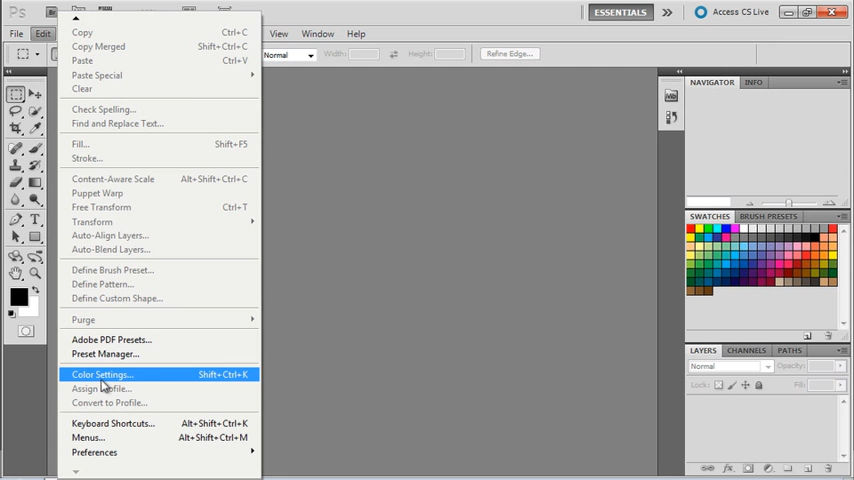 Ps Br ESSENTIALS Access CS Live
File Edit View Window Help
Normal Width: Height: Refine Edge...
Copy Ctrl+C
Copy Merged Shift+Ctrl+C
Paste Ctrl+V
Paste Special
Clear
Check Spelling...
Find and Replace Text...
Fill... Shift+F5
Stroke...
Content-Aware Scale Alt+Shift+Ctrl+C
Puppet Warp
Free Transform Ctrl+T
Transform
Auto-Align Layers...
Auto-Blend Layers...
Define Brush Preset...
Define Pattern...
Define Custom Shape...
Purge
Adobe PDF Presets...
Preset Manager...
Color Settings... Shift+Ctrl+K
Assign Profile...
Convert to Profile...
Keyboard Shortcuts... Alt+Shift+Ctrl+K
Menus... Alt+Shift+Ctrl+M
Preferences
NAVIGATOR INFO
SWATCHES BRUSH PRESETS
LAYERS CHANNELS PATHS
Normal Opacity:
Lock: Fill: